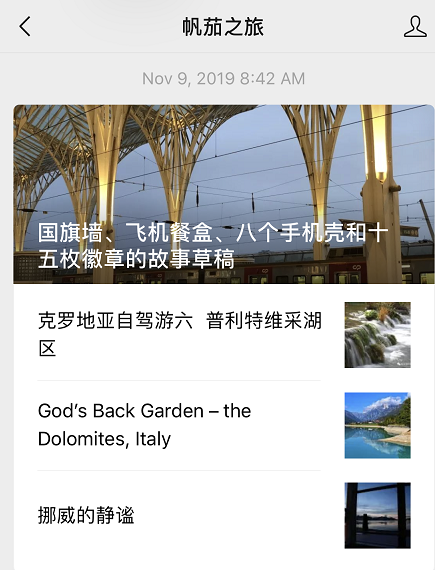 帆茄之旅
Nov 9, 2019 8:42 AM
国旗墙、飞机餐盒、八个手机壳和十
五枚徽章的故事草稿
克罗地亚自驾游六 普利特维采湖
区
God's Back Garden – the
Dolomites, Italy
挪威的静谧